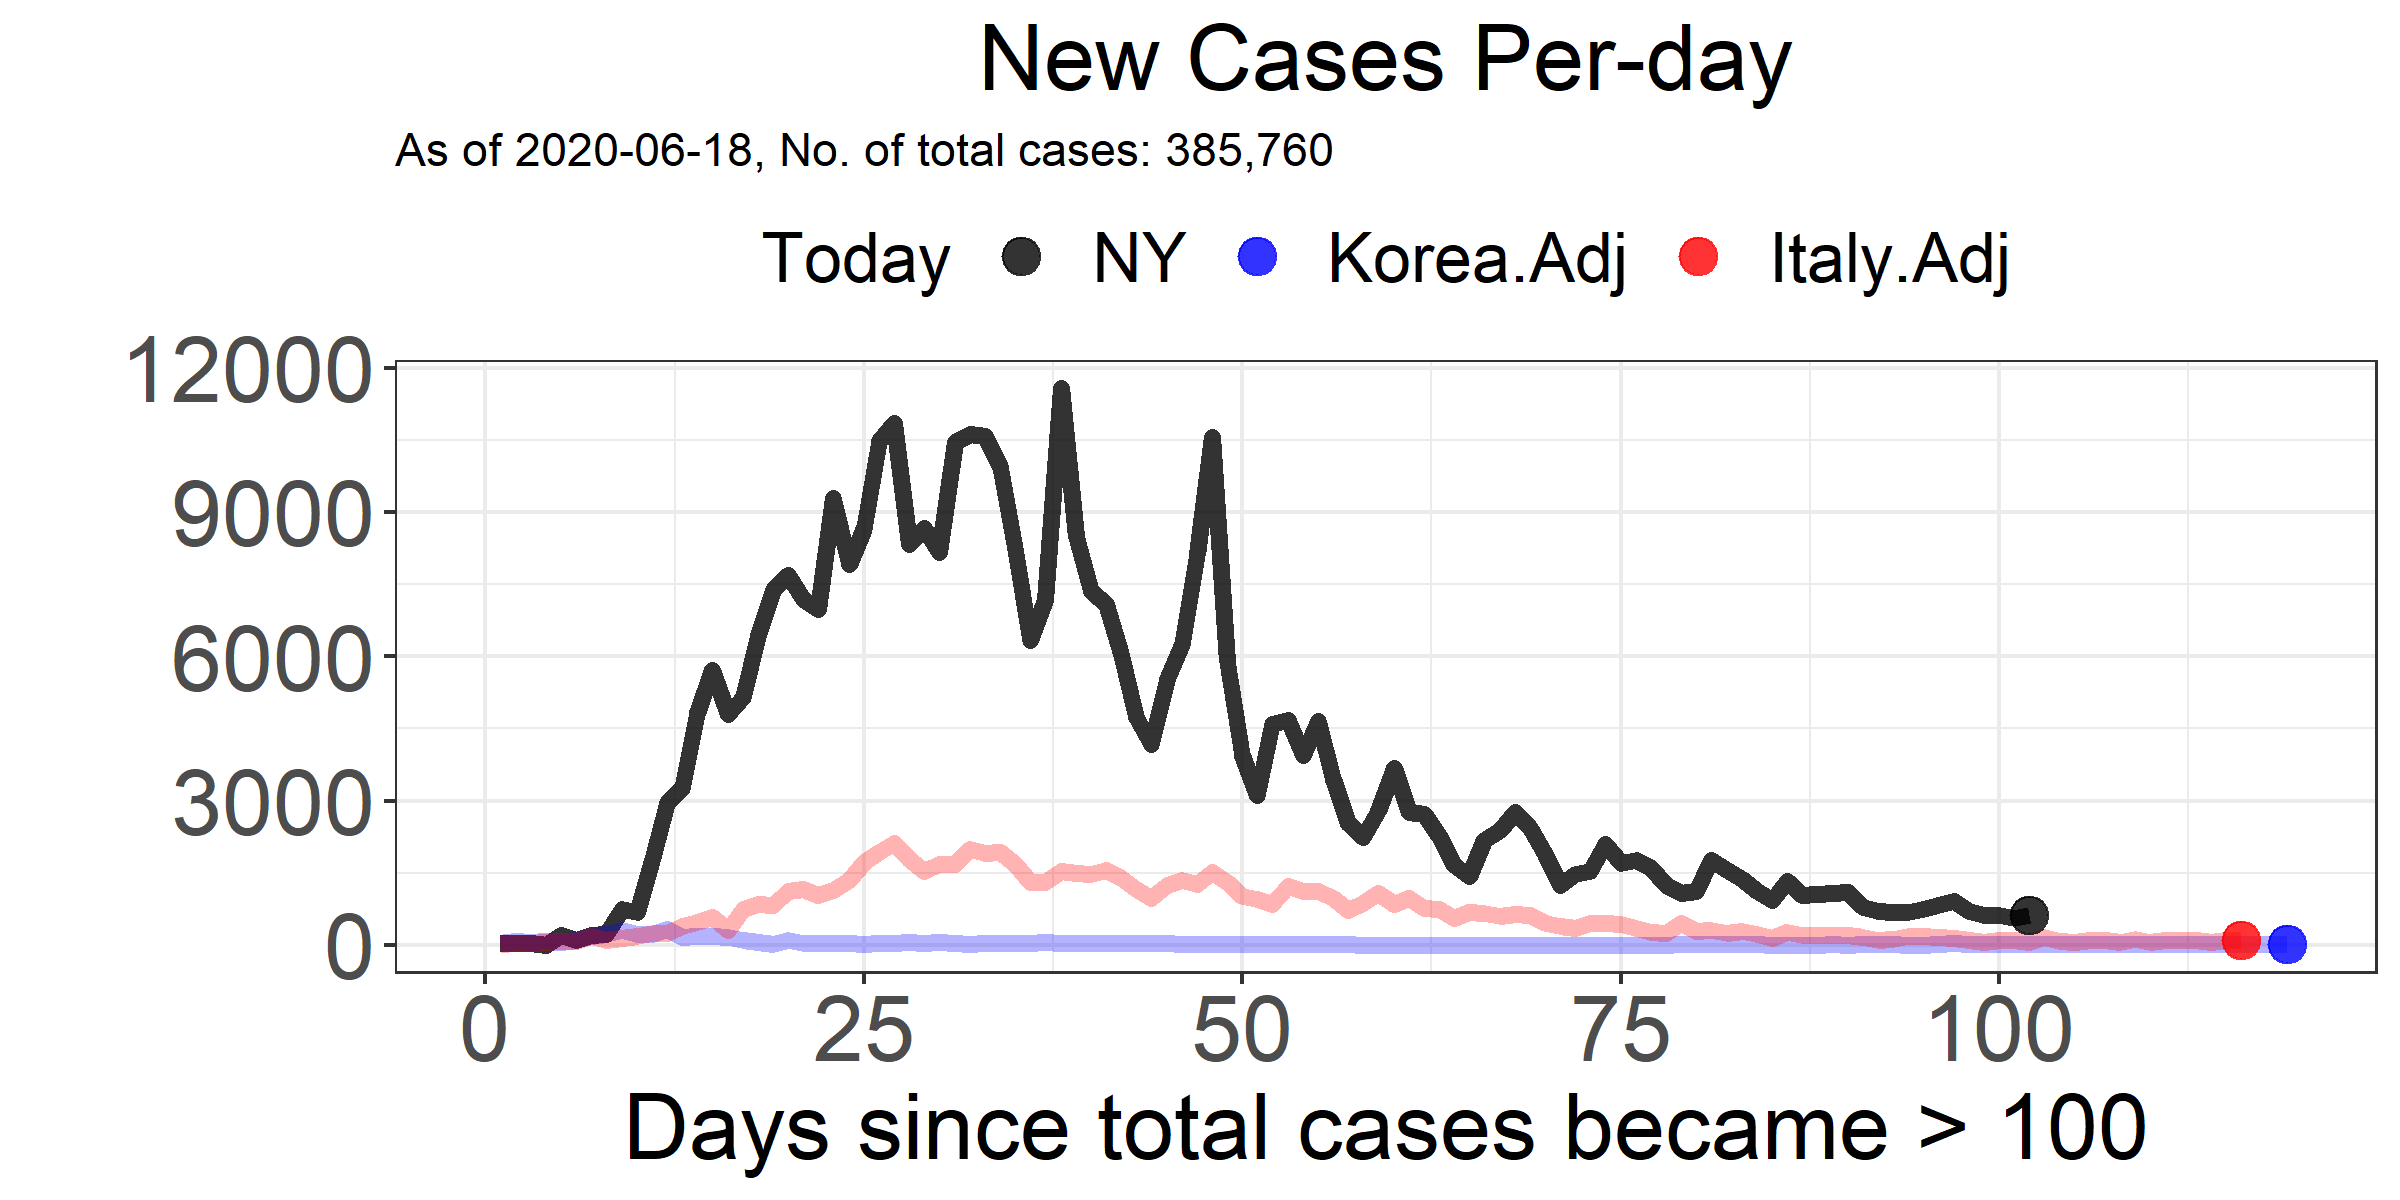 New Cases Per-day
As of 2020-06-18, No. of total cases: 385,760
Today NY Korea.Adj Italy.Adj
12000
9000
6000
3000
0
0 25 50 75 100
Days since total cases became > 100